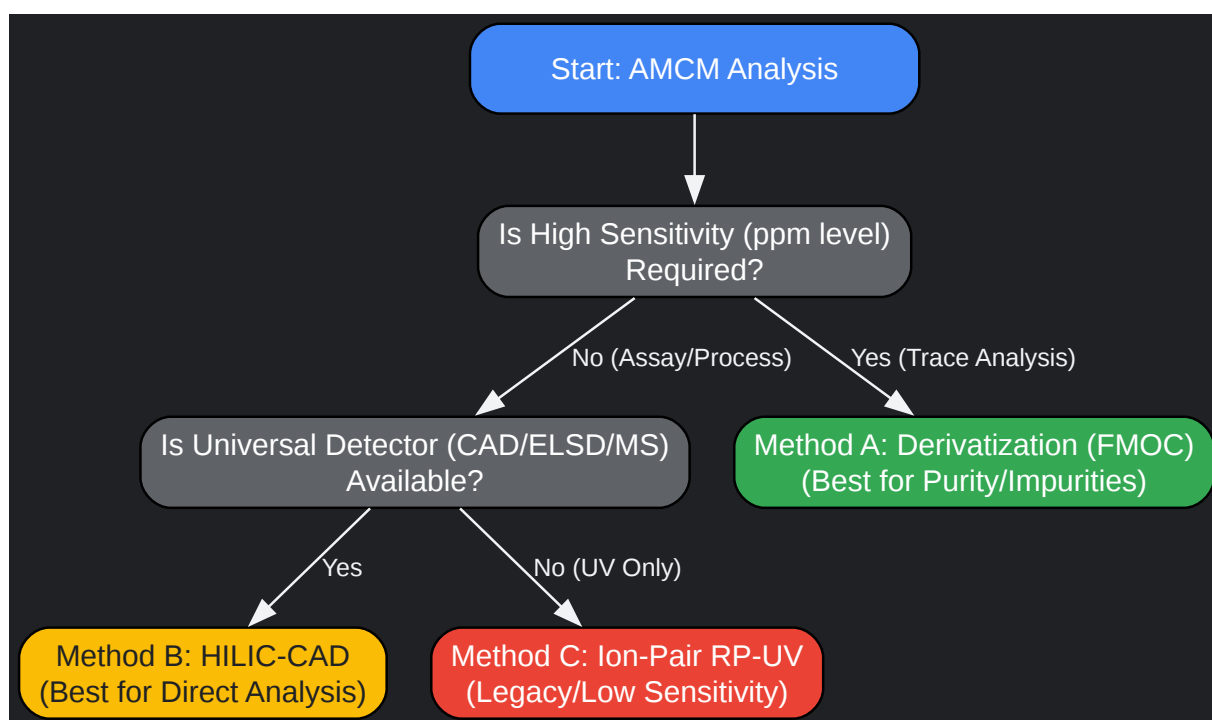 Start: AMCM Analysis
Is High Sensitivity (ppm level)
Required?
No (Assay/Process)
Yes (Trace Analysis)
Is Universal Detector (CAD/ELSD/MS)
Available?
Method A: Derivatization (FMOC)
(Best for Purity/Impurities)
Yes
No (UV Only)
Method B: HILIC-CAD
(Best for Direct Analysis)
Method C: Ion-Pair RP-UV
(Legacy/Low Sensitivity)